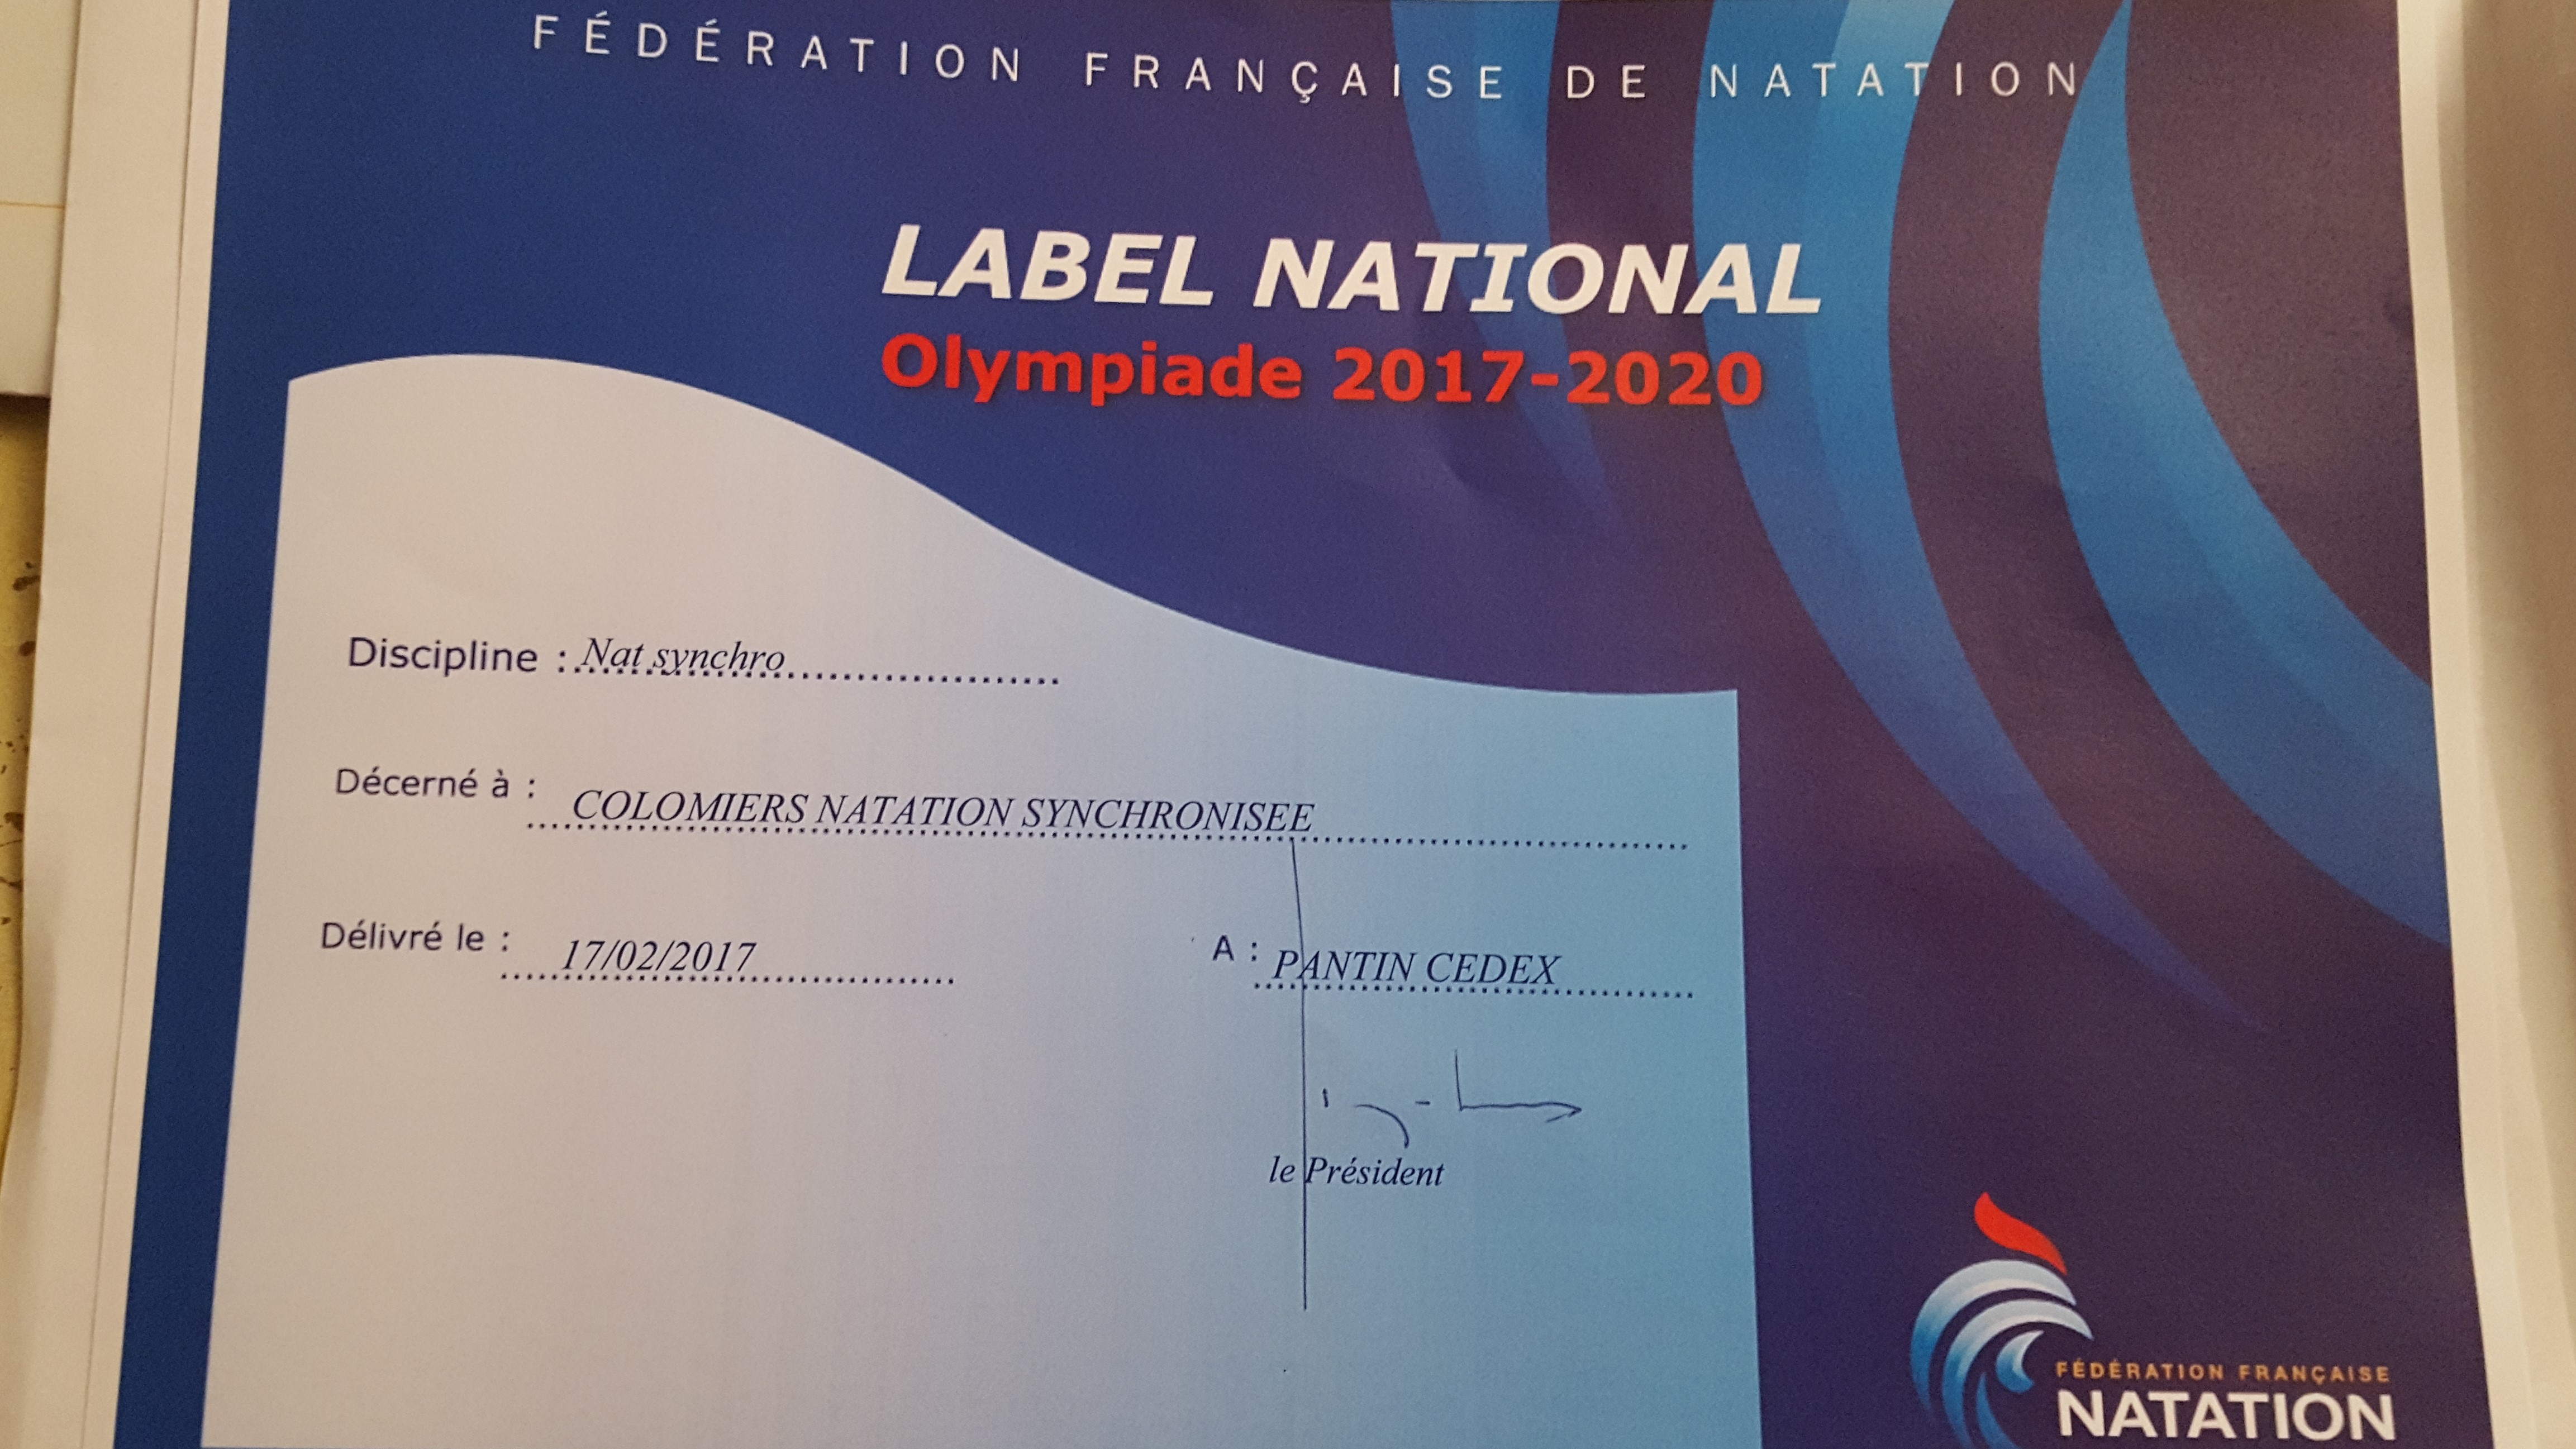 FÉDÉRATION FRANÇAISE DE NATATION
LABEL NATIONAL
Olympiade 2017-2020
Discipline : Nat synchro
Décerné à : COLOMIERS NATATION SYNCHRONISEE
Délivré le : 17/02/2017 A : PANTIN CEDEX
le Président
FÉDÉRATION FRANÇAISE
NATATION